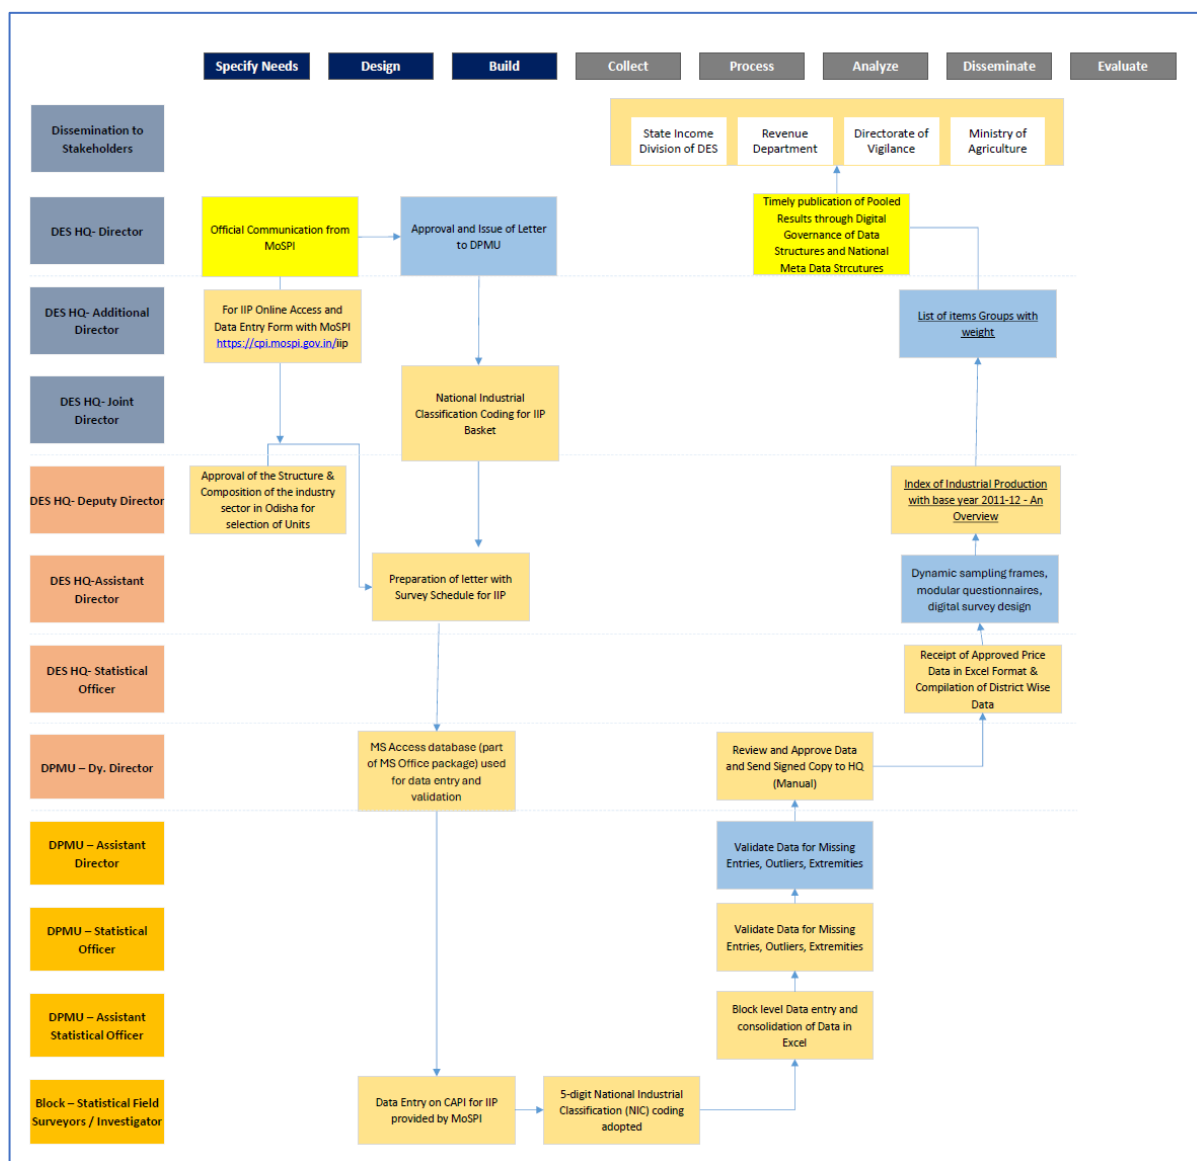 Specify Needs
Design
Build
Collect
Process
Analyze
Disseminate
Evaluate
Dissemination to
Stakeholders
State Income
Division of DES
Revenue
Department
Directorate of
Vigilance
Ministry of
Agriculture
DES HQ- Director
Official Communication from
MoSPI
Approval and Issue of Letter
to DPMU
Timely publication of Pooled
Results through Digital
Governance of Data
Structures and National
Meta Data Strcutures
DES HQ- Additional
Director
For IIP Online Access and
Data Entry Form with MoSPI
https://cpi.mospi.gov.in/iip
List of items Groups with
weight
DES HQ- Joint
Director
National Industrial
Classification Coding for IIP
Basket
DES HQ- Deputy Director
Approval of the Structure &
Composition of the industry
sector in Odisha for
selection of Units
Index of Industrial Production
with base year 2011-12 - An
Overview
DES HQ-Assistant
Director
Preparation of letter with
Survey Schedule for IIP
Dynamic sampling frames,
modular questionnaires,
digital survey design
DES HQ- Statistical
Officer
Receipt of Approved Price
Data in Excel Format &
Compilation of District Wise
Data
DPMU – Dy. Director
MS Access database (part
of MS Office package) used
for data entry and
validation
Review and Approve Data
and Send Signed Copy to HQ
(Manual)
DPMU – Assistant
Director
Validate Data for Missing
Entries, Outliers, Extremities
DPMU – Statistical
Officer
Validate Data for Missing
Entries, Outliers, Extremities
DPMU – Assistant
Statistical Officer
Block level Data entry and
consolidation of Data in
Excel
Block – Statistical Field
Surveyors / Investigator
Data Entry on CAPI for IIP
provided by MoSPI
5-digit National Industrial
Classification (NIC) coding
adopted